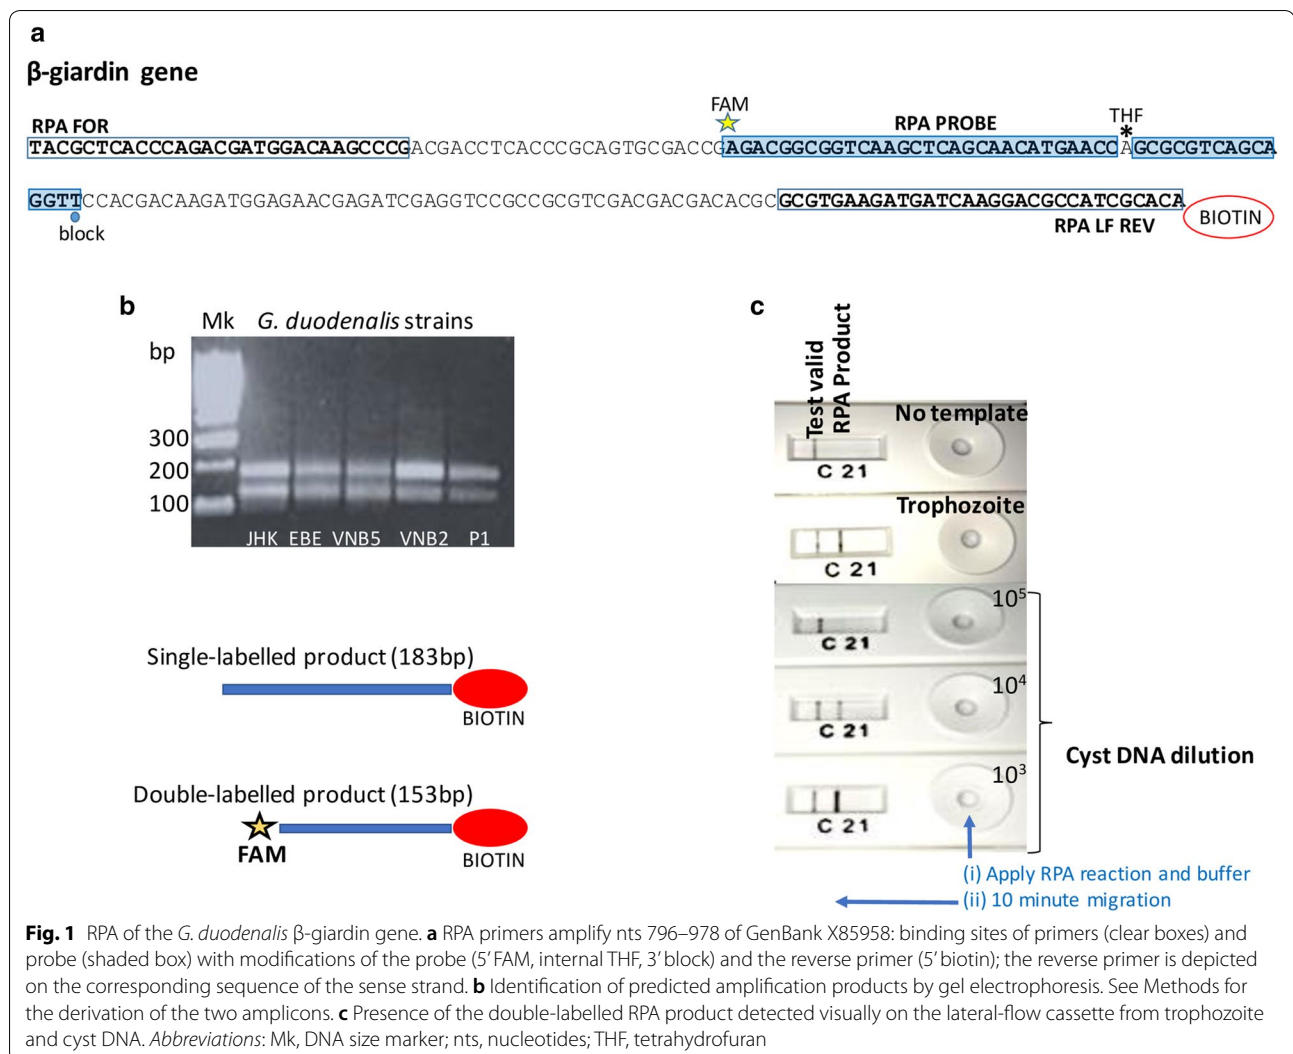 a
β-giardin gene
FAM
THF
RPA FOR
RPA PROBE
*
TACGCTCACCCAGACGATGGACAAGCCCGACGACCTCACCCGCAGTGCGACCGAGACGGCGGTCAAGCTCAGCAACATGAACCAGCGCGTCAGCA
GGTTCCACGACAAGATGGAGAACGAGATCGAGGTCCGCCGCGTCGACGACGACACGCGCGTGAAGATGATCAAGGACGCCATCGCACA
BIOTIN
block
RPA LF REV
b
Mk G. duodenalis strains
bp
300
200
100
JHK EBE VNB5 VNB2 P1
Single-labelled product (183bp)
BIOTIN
Double-labelled product (153bp)
FAM
BIOTIN
c
Test valid
RPA Product
No template
C 21
Trophozoite
C 21
10⁵
C 21
10⁴
C 21
10³
C 21
Cyst DNA dilution
(i) Apply RPA reaction and buffer
(ii) 10 minute migration
Fig. 1 RPA of the G. duodenalis β-giardin gene. a RPA primers amplify nts 796–978 of GenBank X85958: binding sites of primers (clear boxes) and
probe (shaded box) with modifications of the probe (5′ FAM, internal THF, 3′ block) and the reverse primer (5′ biotin); the reverse primer is depicted
on the corresponding sequence of the sense strand. b Identification of predicted amplification products by gel electrophoresis. See Methods for
the derivation of the two amplicons. c Presence of the double-labelled RPA product detected visually on the lateral-flow cassette from trophozoite
and cyst DNA. Abbreviations: Mk, DNA size marker; nts, nucleotides; THF, tetrahydrofuran